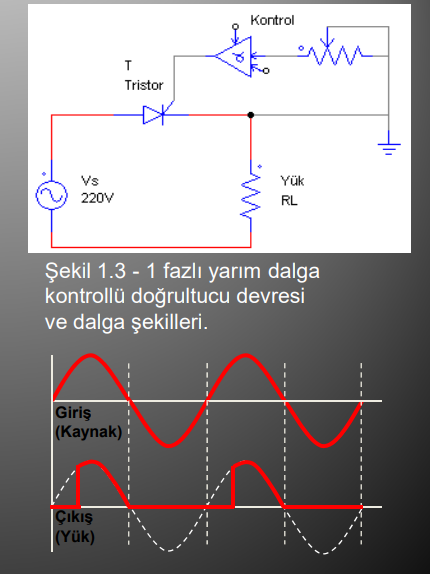 Kontrol
T
Tristor
Vs
220V
Yük
RL
Şekil 1.3 - 1 fazlı yarım dalga
kontrollü doğrultucu devresi
ve dalga şekilleri.
Giriş
(Kaynak)
Çıkış
(Yük)